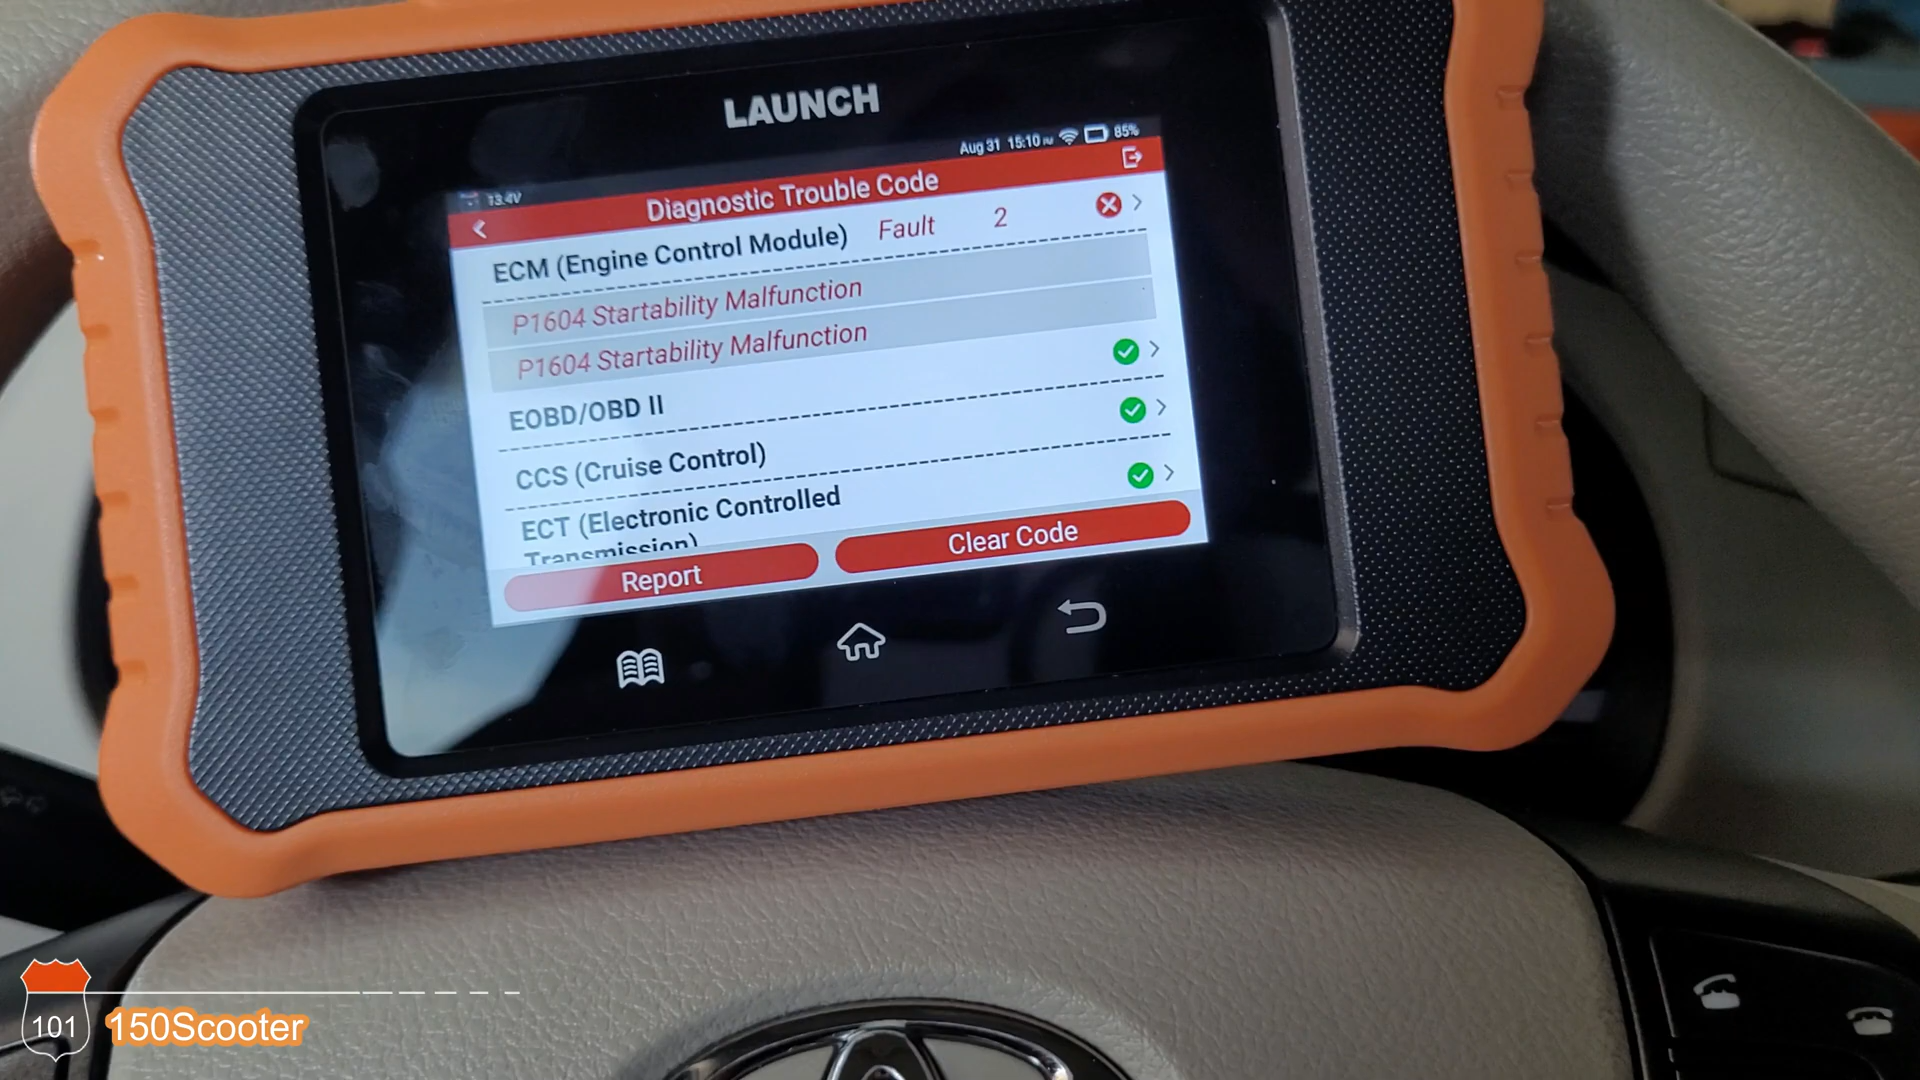 LAUNCH
13.4V
Aug 31 15:10 PM 85%
Diagnostic Trouble Code
ECM (Engine Control Module) Fault 2
P1604 Startability Malfunction
P1604 Startability Malfunction
EOBD/OBD II
CCS (Cruise Control)
ECT (Electronic Controlled
Transmission)
Report
Clear Code
101
150Scooter